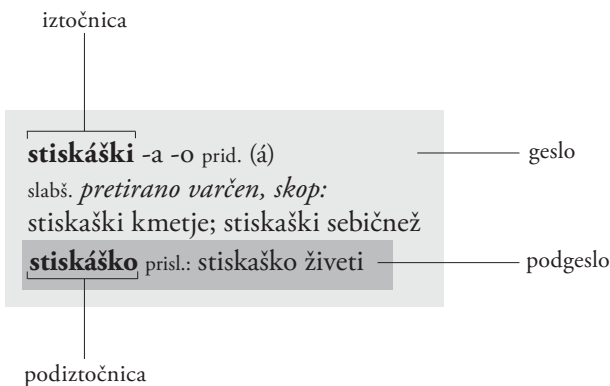 iztočnica
stiskáški -a -o prid. (á)
geslo
slabš. pretirano varčen, skop:
stiskaški kmetje; stiskaški sebičnež
stiskáško prisl.: stiskaško živeti
podgeslo
podiztočnica